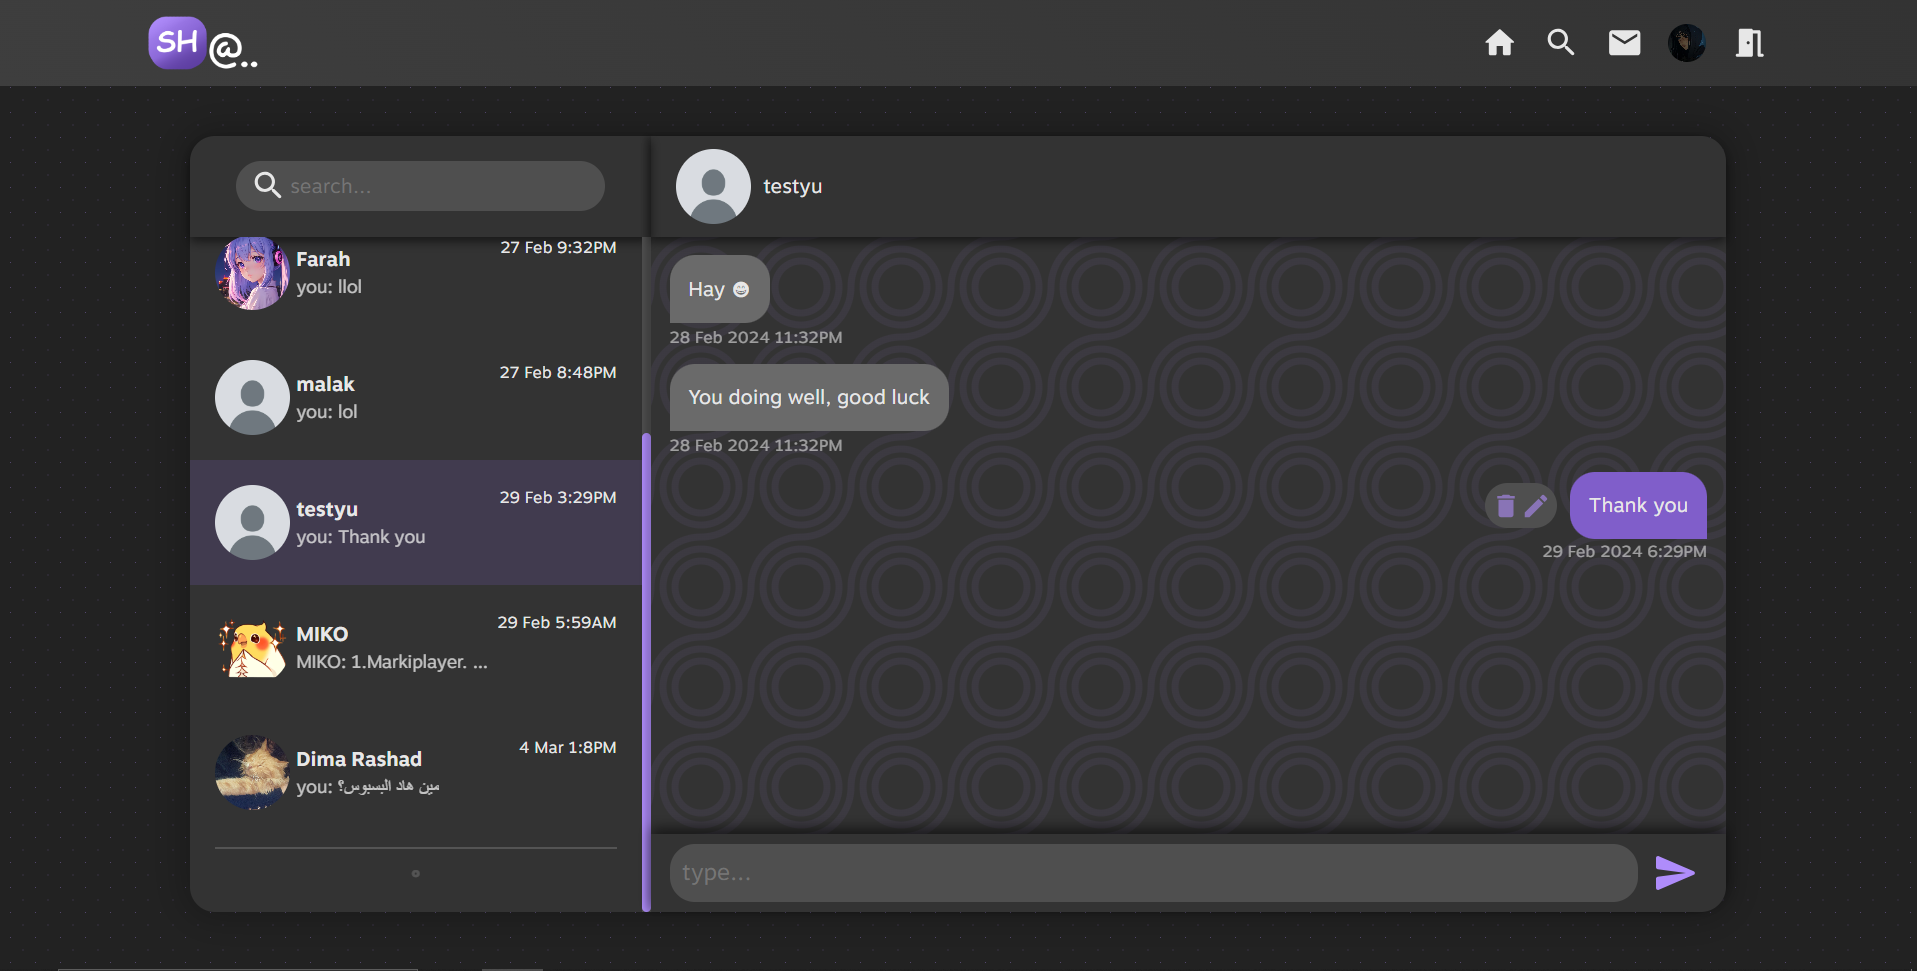 SH@..
search...
Farah
27 Feb 9:32PM
you: llol
malak
27 Feb 8:48PM
you: lol
testyu
29 Feb 3:29PM
you: Thank you
MIKO
29 Feb 5:59AM
MIKO: 1.Markiplayer. ...
Dima Rashad
4 Mar 1:8PM
you: مين هاد البسبوس؟
testyu
Hay 😄
28 Feb 2024 11:32PM
You doing well, good luck
28 Feb 2024 11:32PM
Thank you
29 Feb 2024 6:29PM
type...